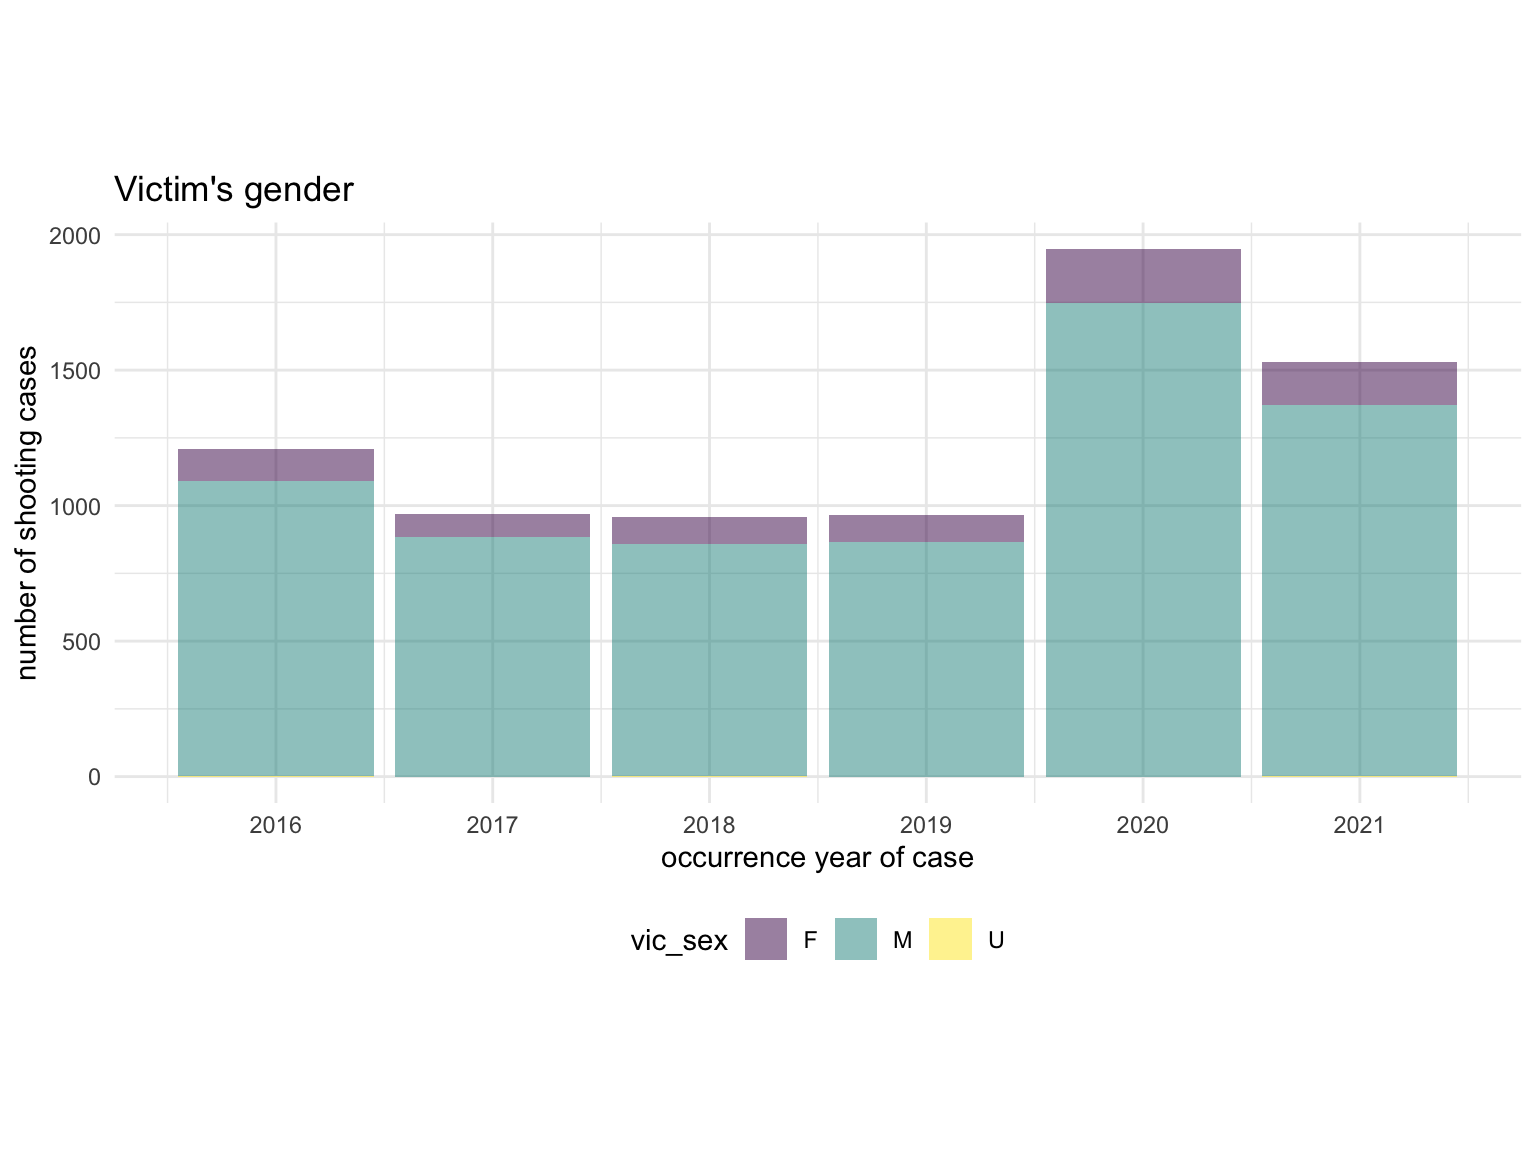 Victim's gender
2000
1500
1000
500
0
number of shooting cases
2016 2017 2018 2019 2020 2021
occurrence year of case
vic_sex F M U